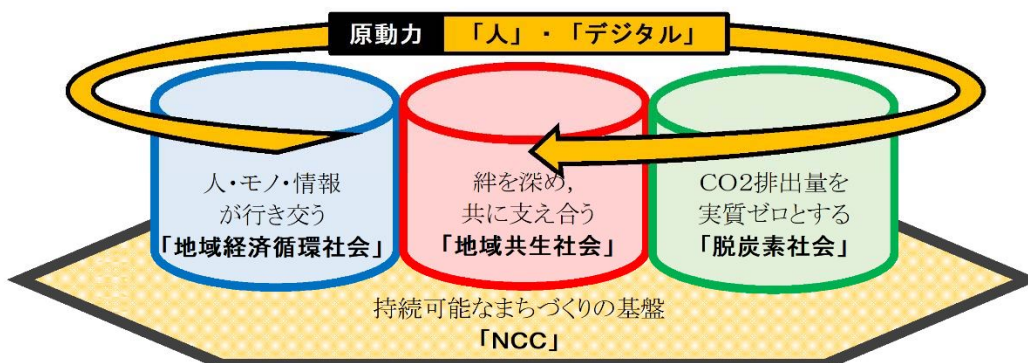 原動力 「人」・「デジタル」
人・モノ・情報
が行き交う
「地域経済循環社会」
絆を深め，
共に支え合う
「地域共生社会」
CO2排出量を
実質ゼロとする
「脱炭素社会」
持続可能なまちづくりの基盤
「NCC」